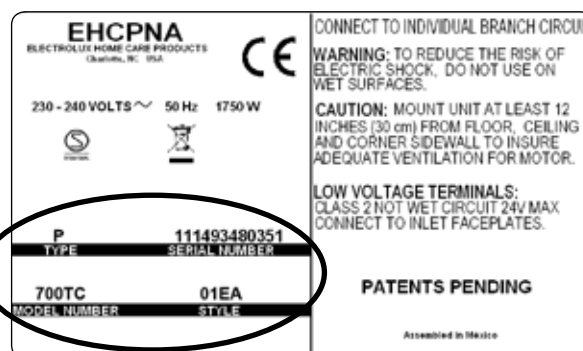 EHCPNA
ELECTROLUX HOME CARE PRODUCTS
Charlotte, NC USA
CE
230 - 240 VOLTS ~ 50 Hz 1750 W
S
P 111493480351
TYPE SERIAL NUMBER
700TC 01EA
MODEL NUMBER STYLE
CONNECT TO INDIVIDUAL BRANCH CIRCU
WARNING: TO REDUCE THE RISK OF
ELECTRIC SHOCK, DO NOT USE ON
WET SURFACES.
CAUTION: MOUNT UNIT AT LEAST 12
INCHES (30 cm) FROM FLOOR, CEILING
AND CORNER SIDEWALL TO INSURE
ADEQUATE VENTILATION FOR MOTOR.
LOW VOLTAGE TERMINALS:
CLASS 2 NOT WET CIRCUIT 24V MAX
CONNECT TO INLET FACEPLATES.
PATENTS PENDING
Assembled in México